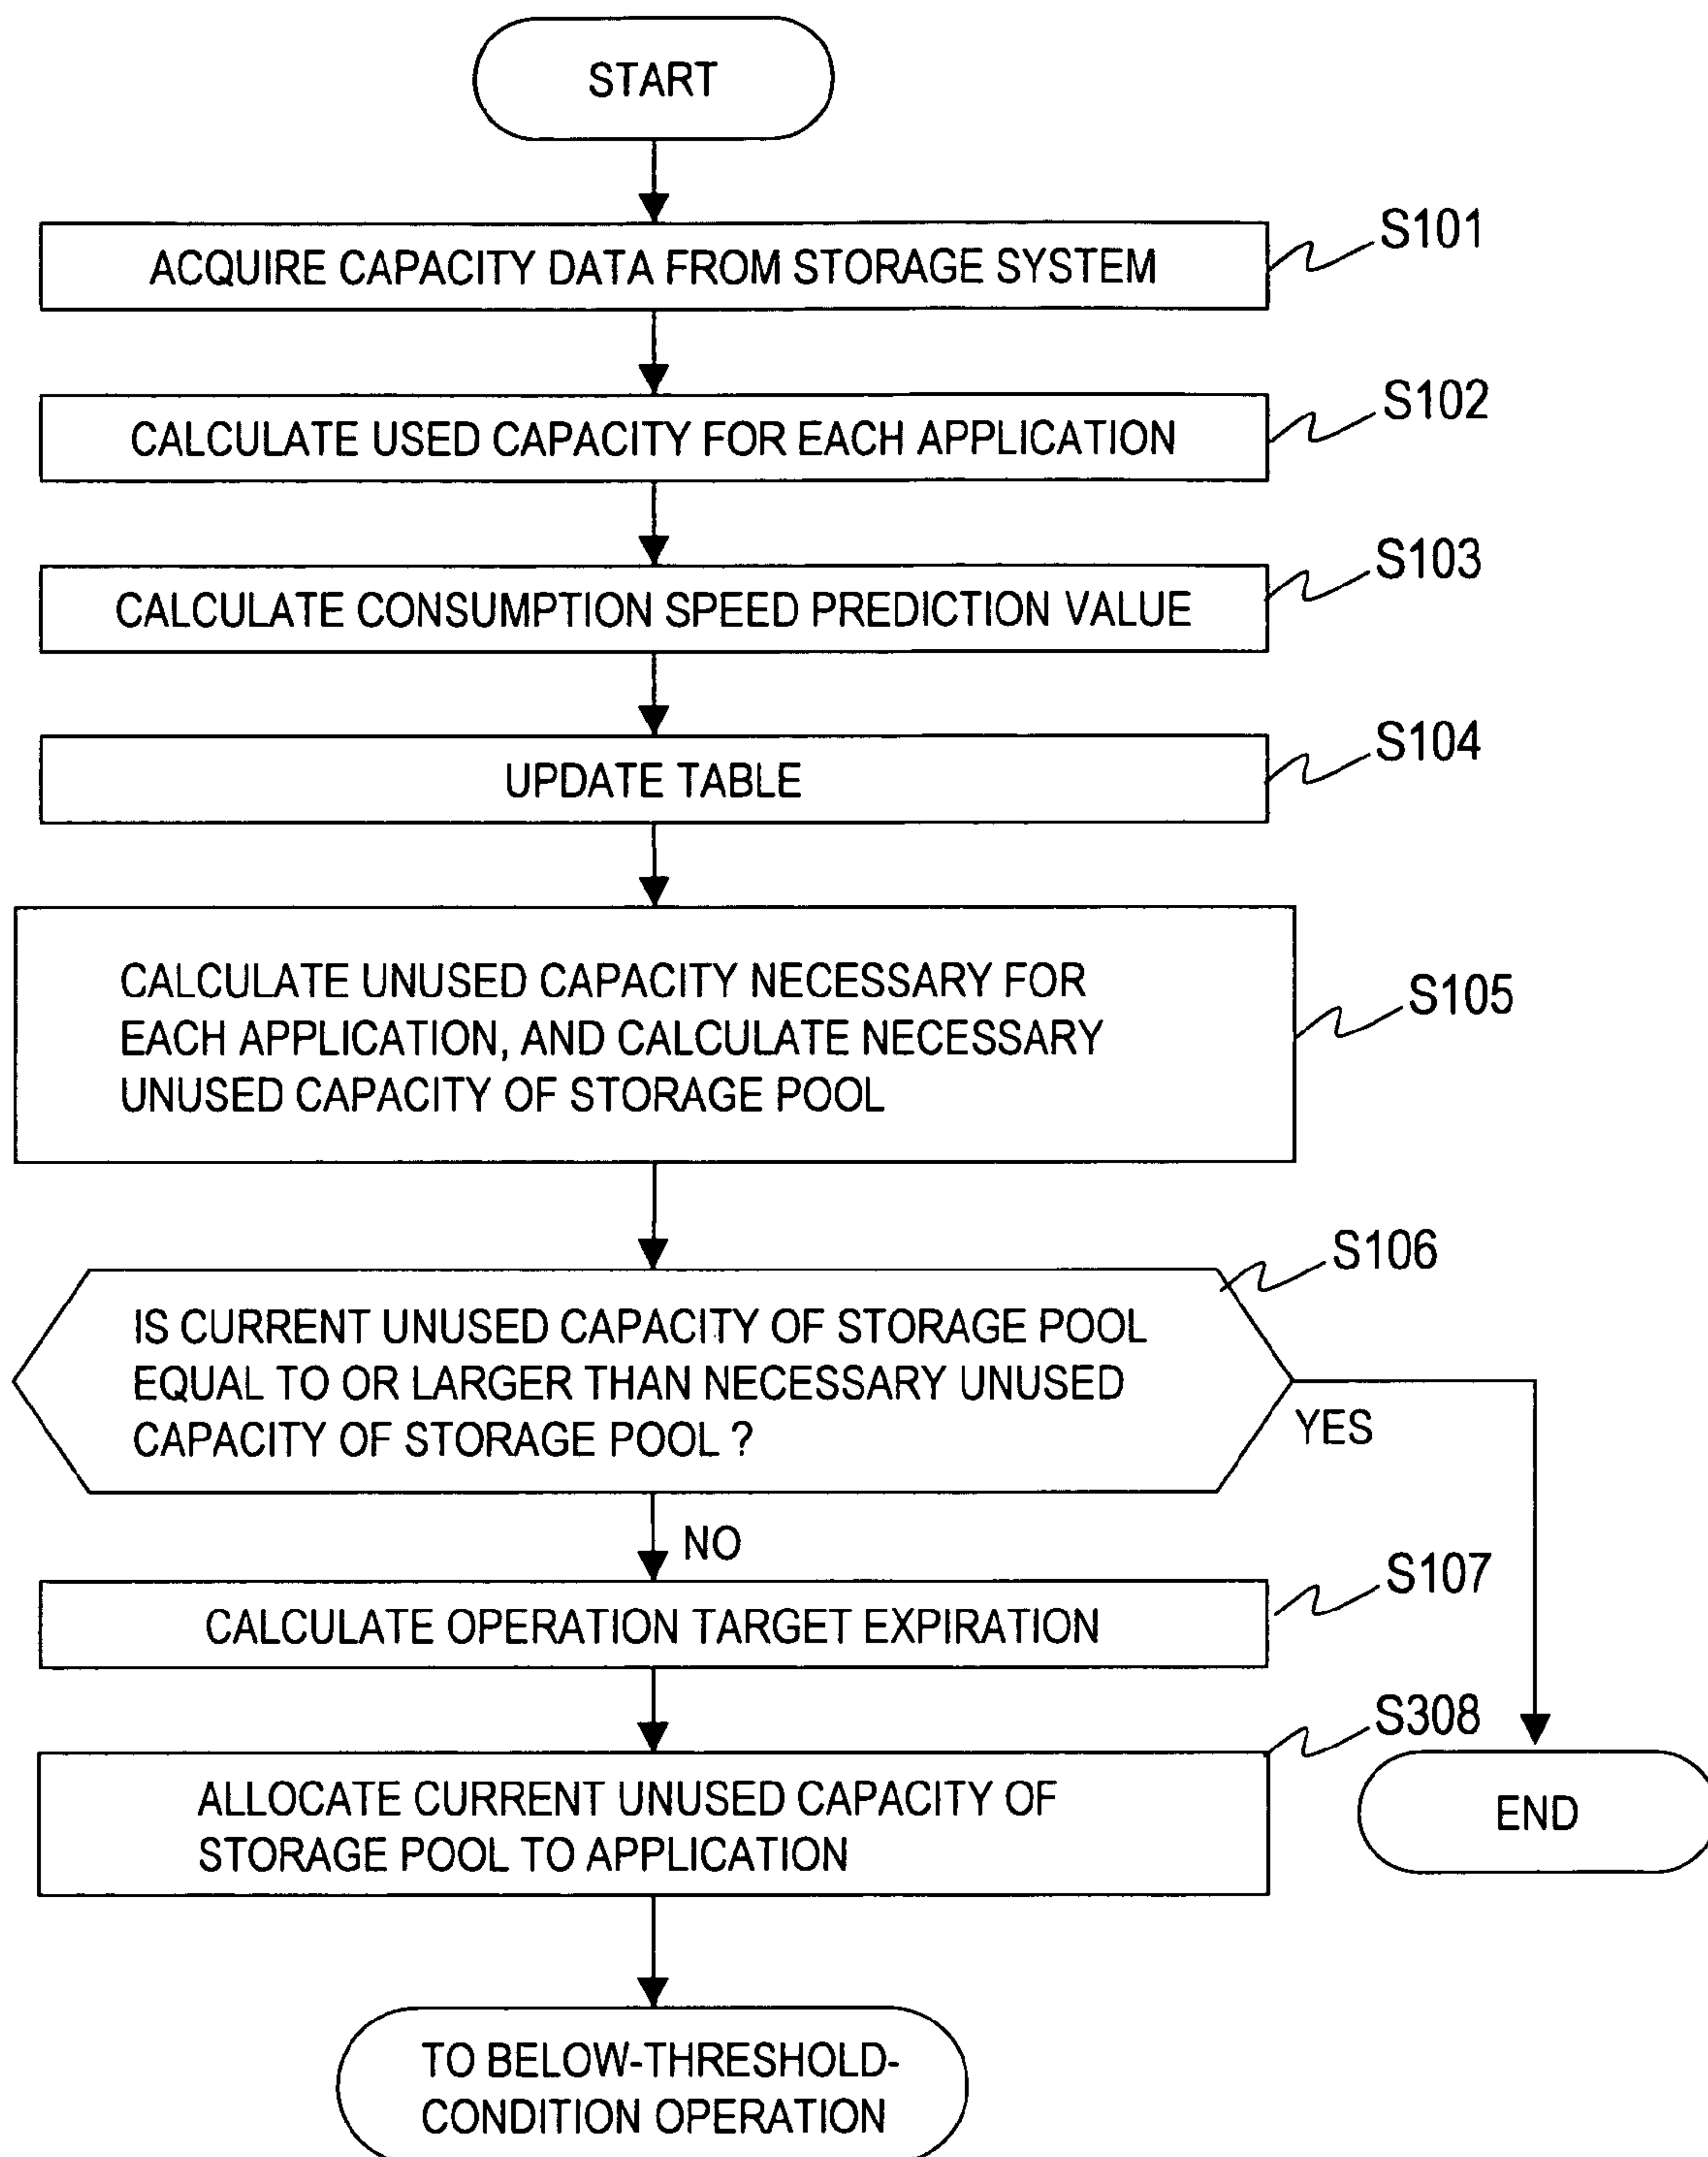 START
S101
ACQUIRE CAPACITY DATA FROM STORAGE SYSTEM
S102
CALCULATE USED CAPACITY FOR EACH APPLICATION
S103
CALCULATE CONSUMPTION SPEED PREDICTION VALUE
S104
UPDATE TABLE
S105
CALCULATE UNUSED CAPACITY NECESSARY FOR
EACH APPLICATION, AND CALCULATE NECESSARY
UNUSED CAPACITY OF STORAGE POOL
S106
IS CURRENT UNUSED CAPACITY OF STORAGE POOL
EQUAL TO OR LARGER THAN NECESSARY UNUSED
CAPACITY OF STORAGE POOL ?
YES
NO
S107
CALCULATE OPERATION TARGET EXPIRATION
S308
ALLOCATE CURRENT UNUSED CAPACITY OF
STORAGE POOL TO APPLICATION
END
TO BELOW-THRESHOLD-
CONDITION OPERATION